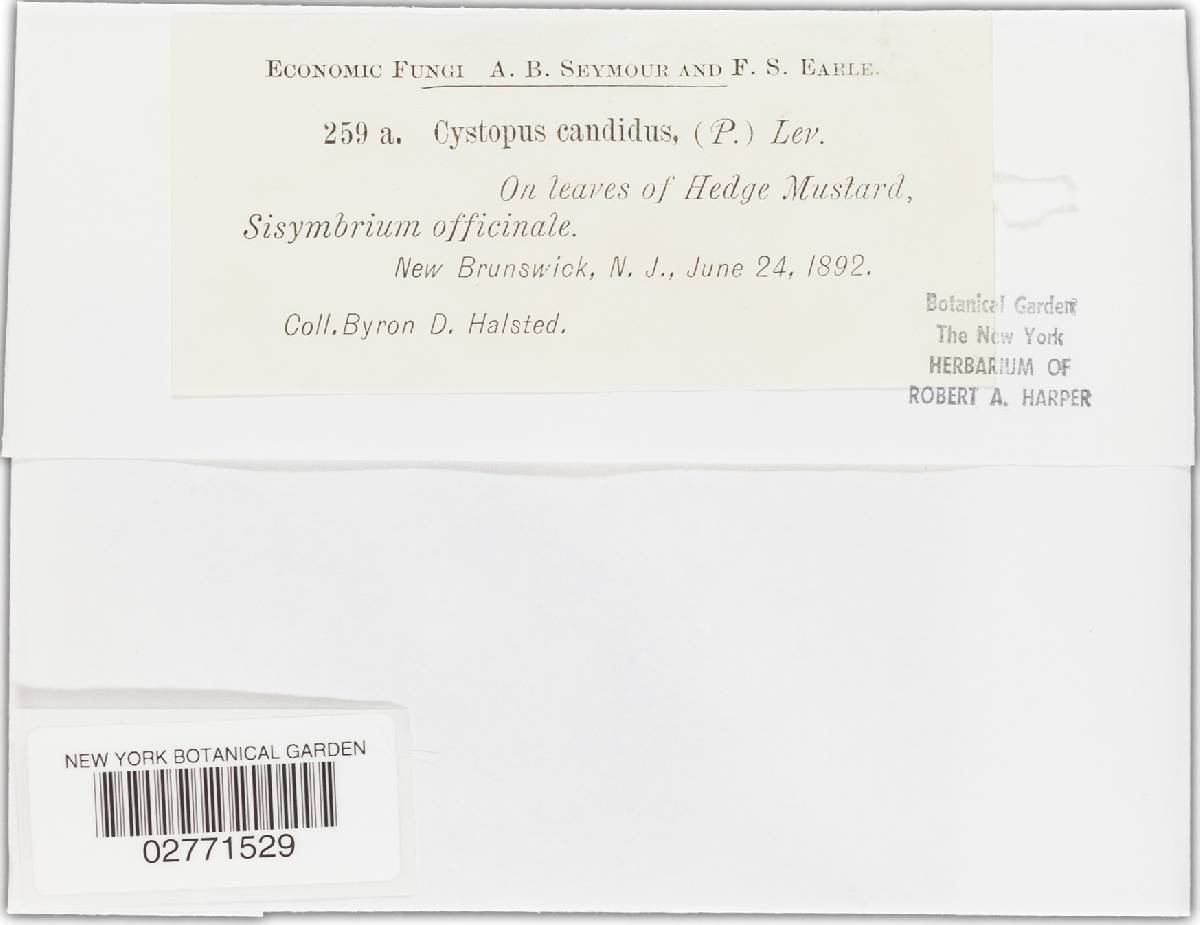 Economic Fungi A. B. Seymour and F. S. Earle.
259 a. Cystopus candidus, (P.) Lev.
On leaves of Hedge Mustard,
Sisymbrium officinale.
New Brunswick, N. J., June 24, 1892.
Coll. Byron D. Halsted.
Botanical Garden
The New York
HERBARIUM OF
ROBERT A. HARPER
NEW YORK BOTANICAL GARDEN
02771529